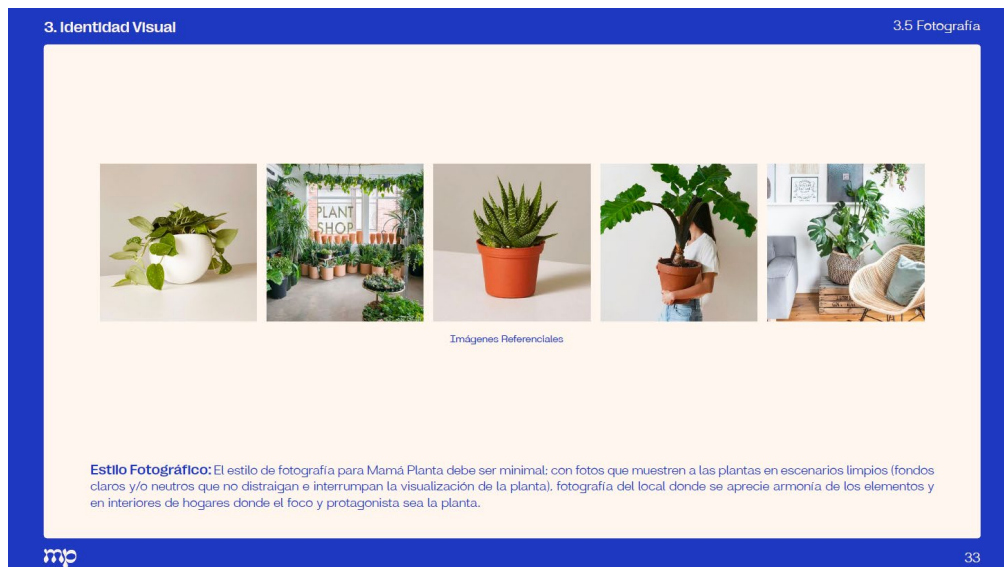 3. Identidad Visual
3.5 Fotografía
PLANT
SHOP
Imágenes Referenciales
Estilo Fotográfico: El estilo de fotografía para Mamá Planta debe ser minimal; con fotos que muestren a las plantas en escenarios limpios (fondos
claros y/o neutros que no distraigan e interrumpan la visualización de la planta), fotografía del local donde se aprecie armonía de los elementos y
en interiores de hogares donde el foco y protagonista sea la planta.
mp
33